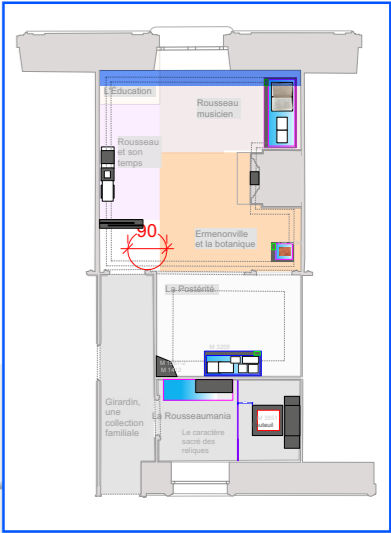 L'Éducation
Rousseau
musicien
Rousseau
et son
temps
90
Ermenonville
et la botanique
La Postérité
M 3205
Girardin,
une
collection
familiale
La Rousseaumania
Le caractère
sacré des
reliques